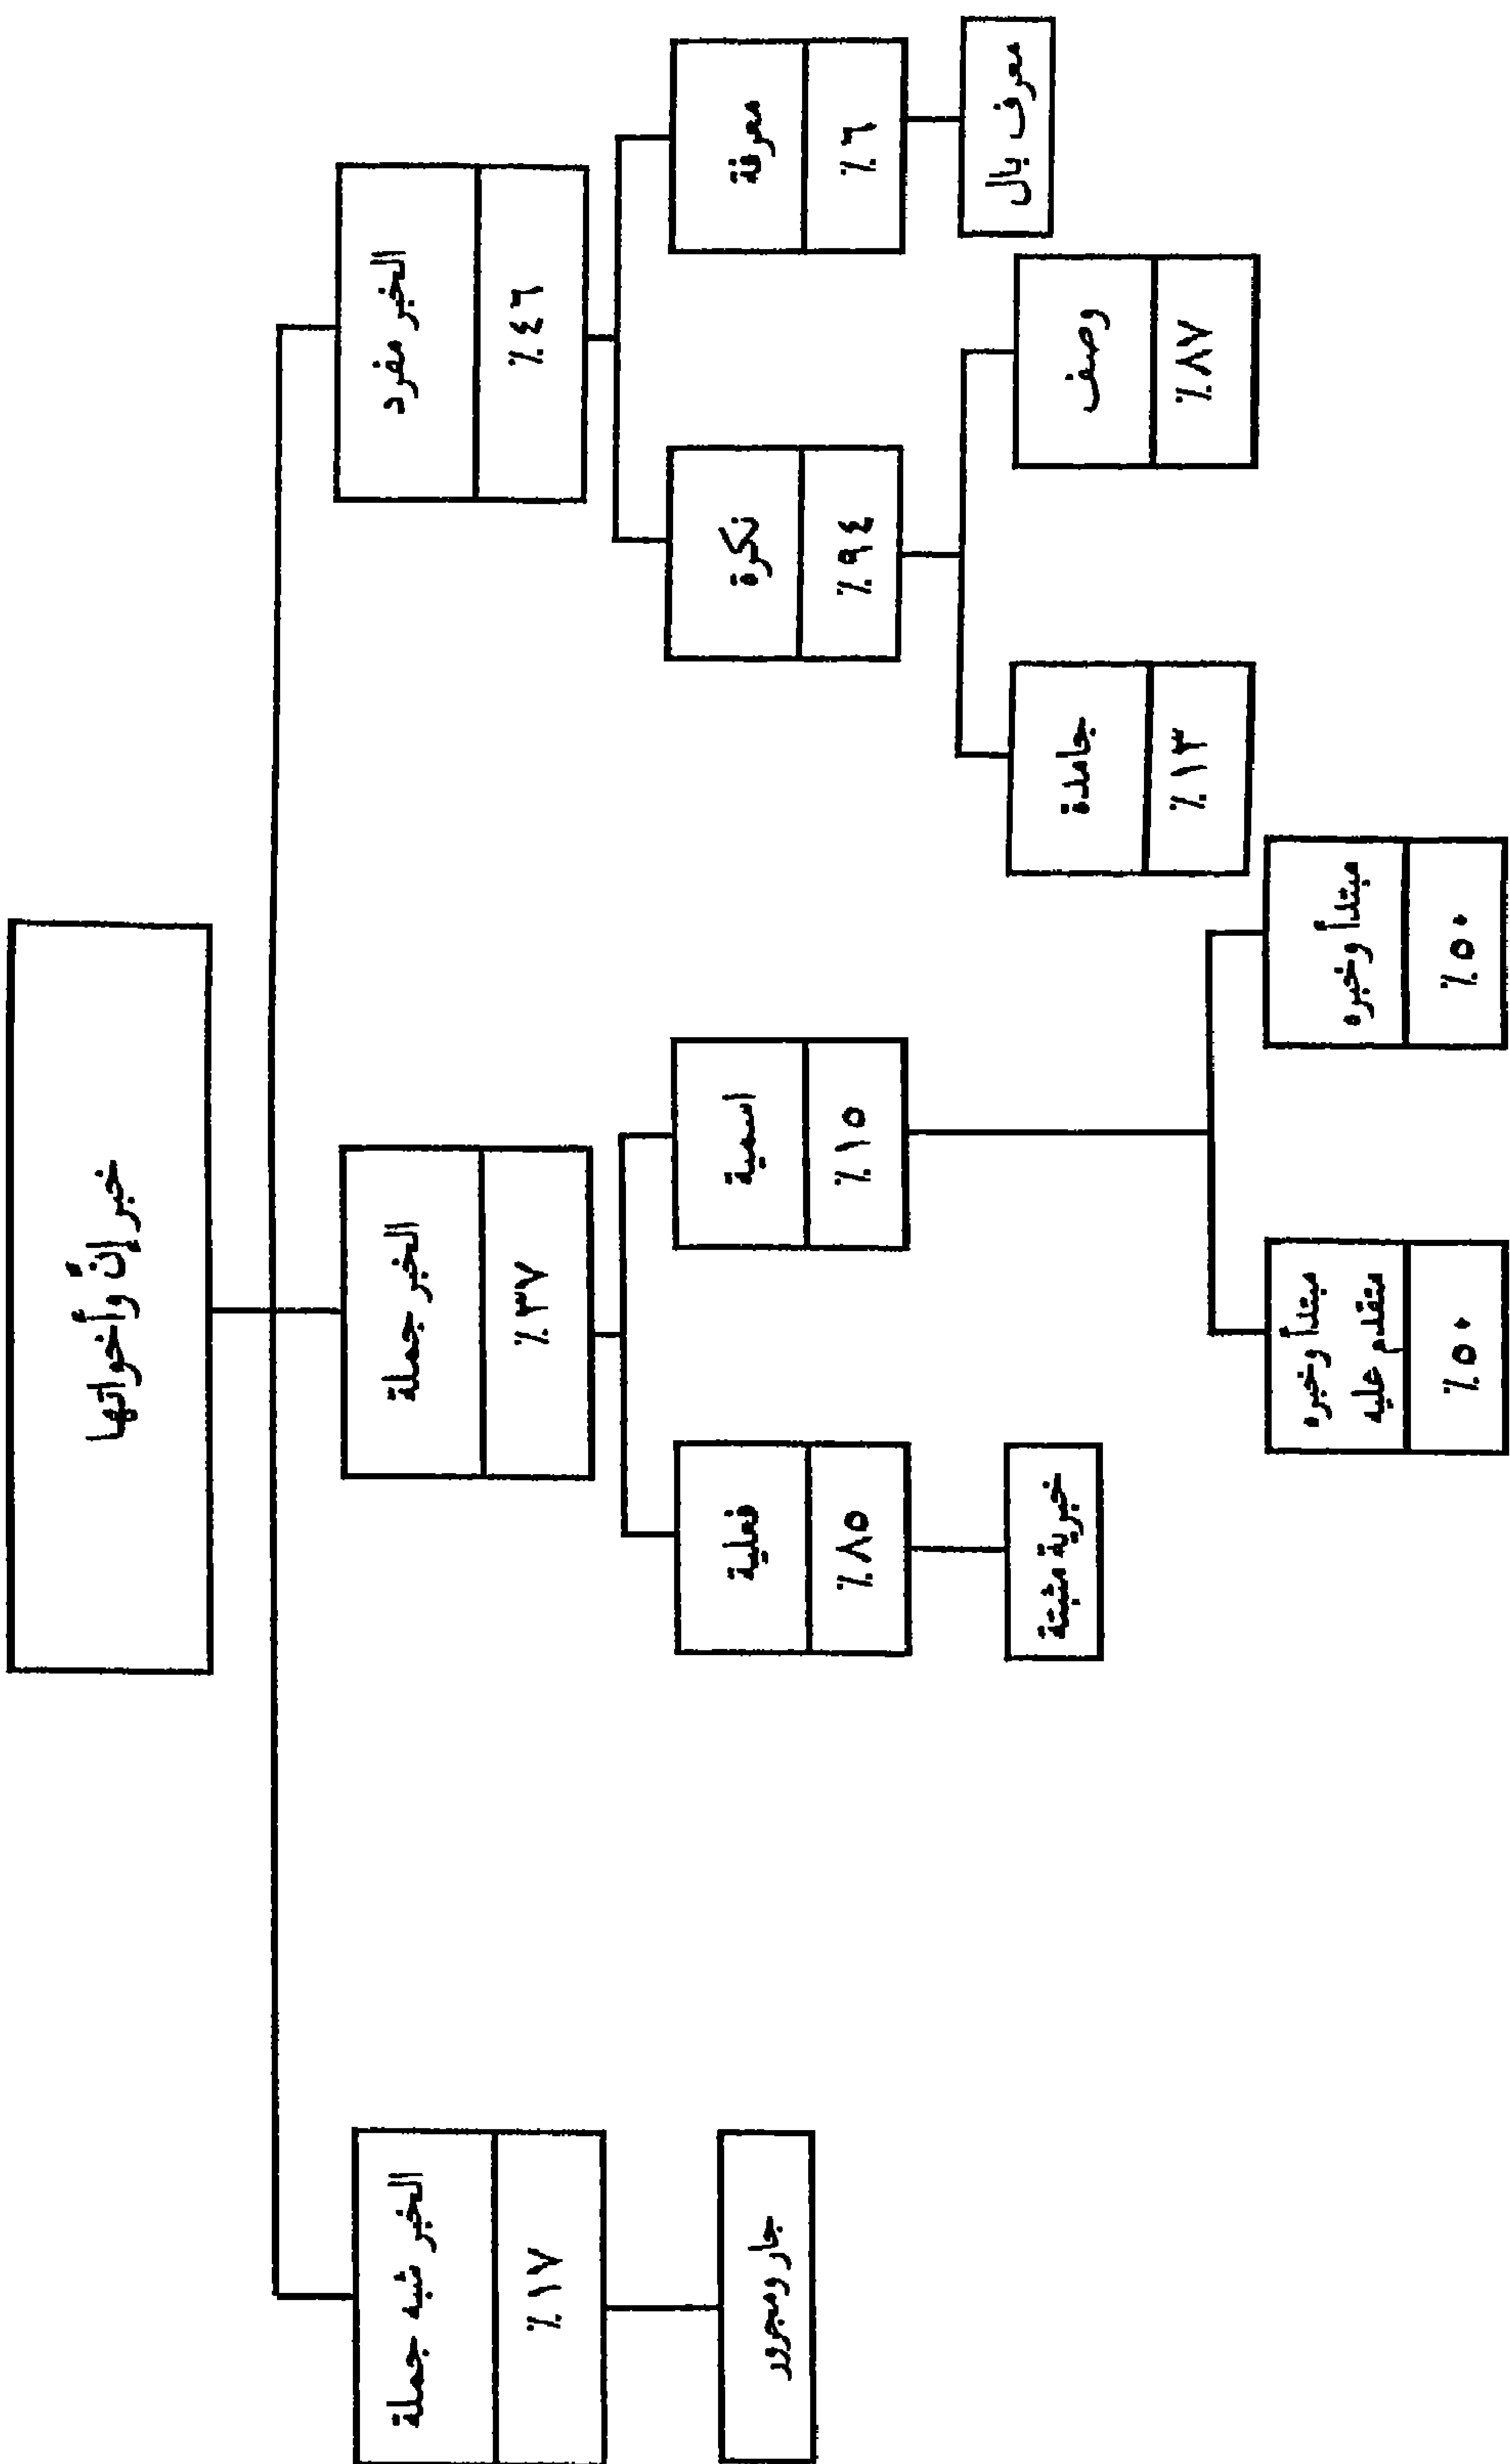 خبر إنّ وأخواتها
الخبر مفرد
٪٤٦
الخبر جملة
٪٣٧
الخبر شبه جملة
٪١٧
معرفة
٪٦
نكرة
٪٩٤
اسمية
٪١٥
فعلية
٪٨٥
جار ومجرور
معرف بال
وصف
٪٨٧
جامدة
٪١٣
خبرية مثبتة
مبتدأ وخبره
٪٥٠
مبتدأ وخبره
متقدم عليه
٪٥٠